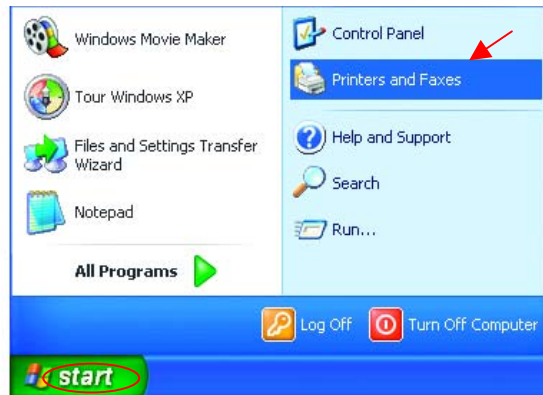 Windows Movie Maker
Tour Windows XP
Files and Settings Transfer
Wizard
Notepad
All Programs
Control Panel
Printers and Faxes
Help and Support
Search
Run...
Log Off
Turn Off Computer
start